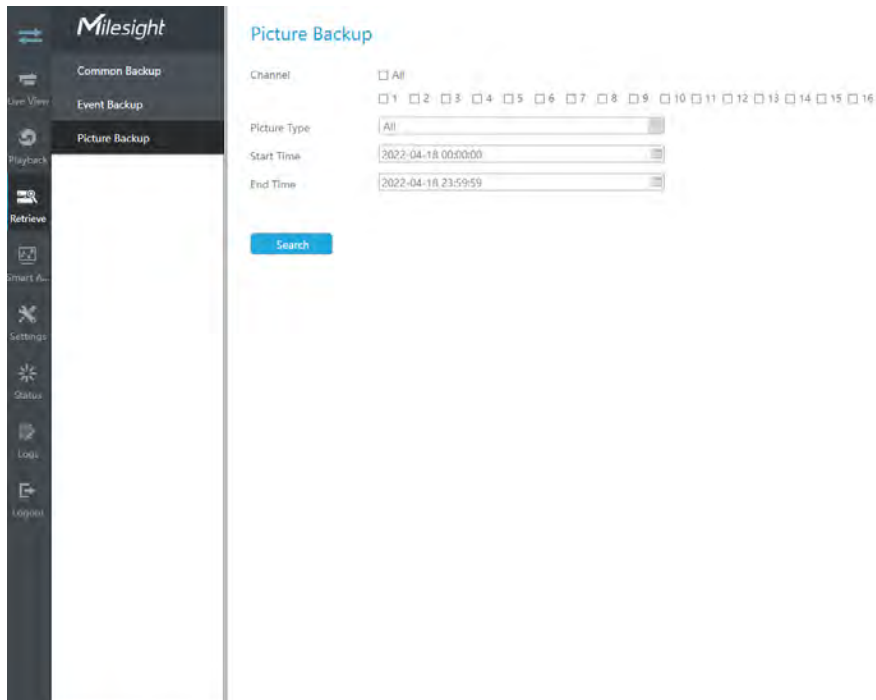 Milesight
Common Backup
Event Backup
Picture Backup
Live View
Playback
Retrieve
Smart A...
Settings
Status
Logs
Logout
Picture Backup
Channel All
1 2 3 4 5 6 7 8 9 10 11 12 13 14 15 16
Picture Type All
Start Time 2022-04-18 00:00:00
End Time 2022-04-18 23:59:59
Search